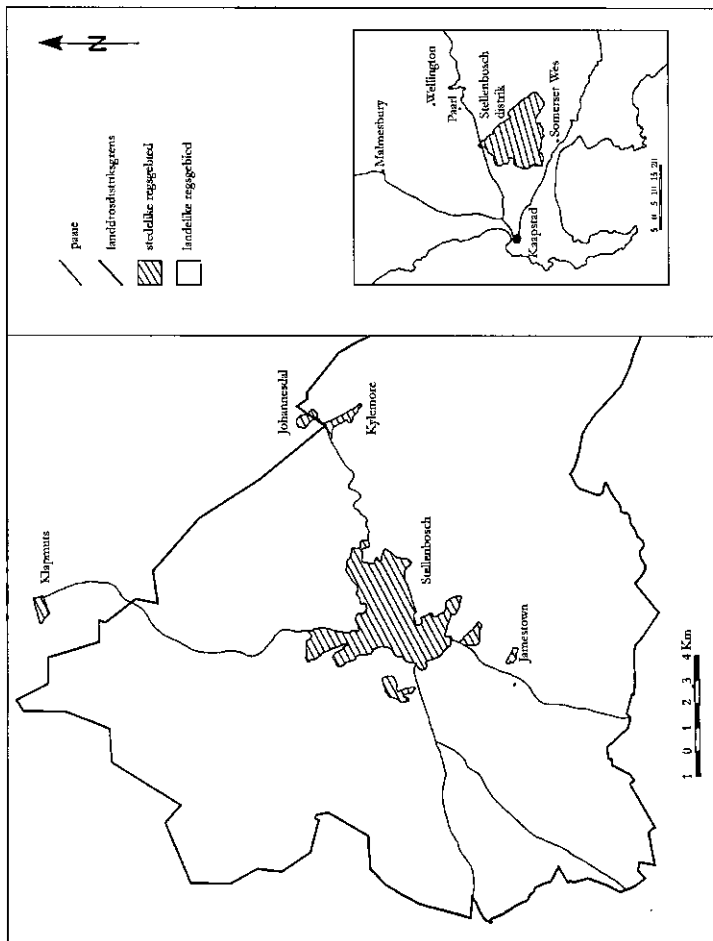 N
paaie
landdrosdistriksgrens
stedelike regsgebied
landelike regsgebied
Malmesbury
Wellington
Paarl
Stellenbosch
distrik
Somerset Wes
Kaapstad
5 0 5 10 15 20
Klapmuts
Johannesdal
Kylemore
Stellenbosch
Jamestown
1 0 1 2 3 4 Km